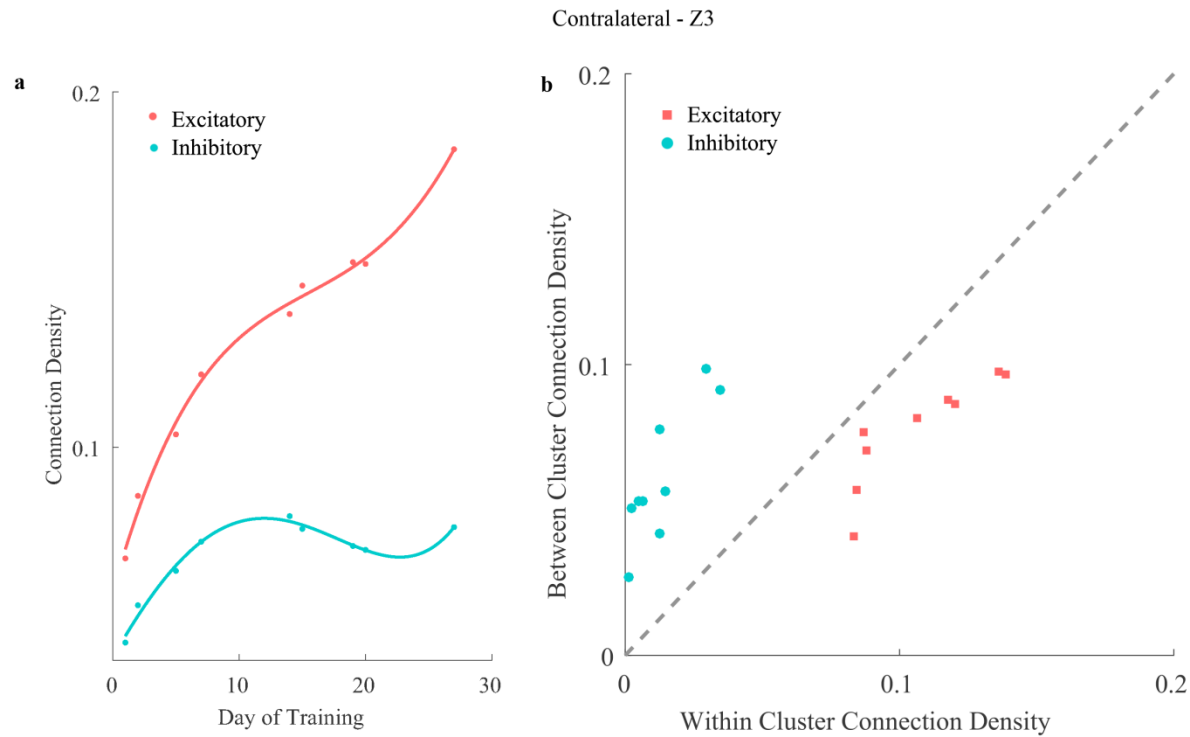 Contralateral - Z3
a
0.2
Excitatory
Inhibitory
Connection Density
0.1
0
10
20
30
Day of Training
b
0.2
Excitatory
Inhibitory
Between Cluster Connection Density
0.1
0
0
0.1
0.2
Within Cluster Connection Density